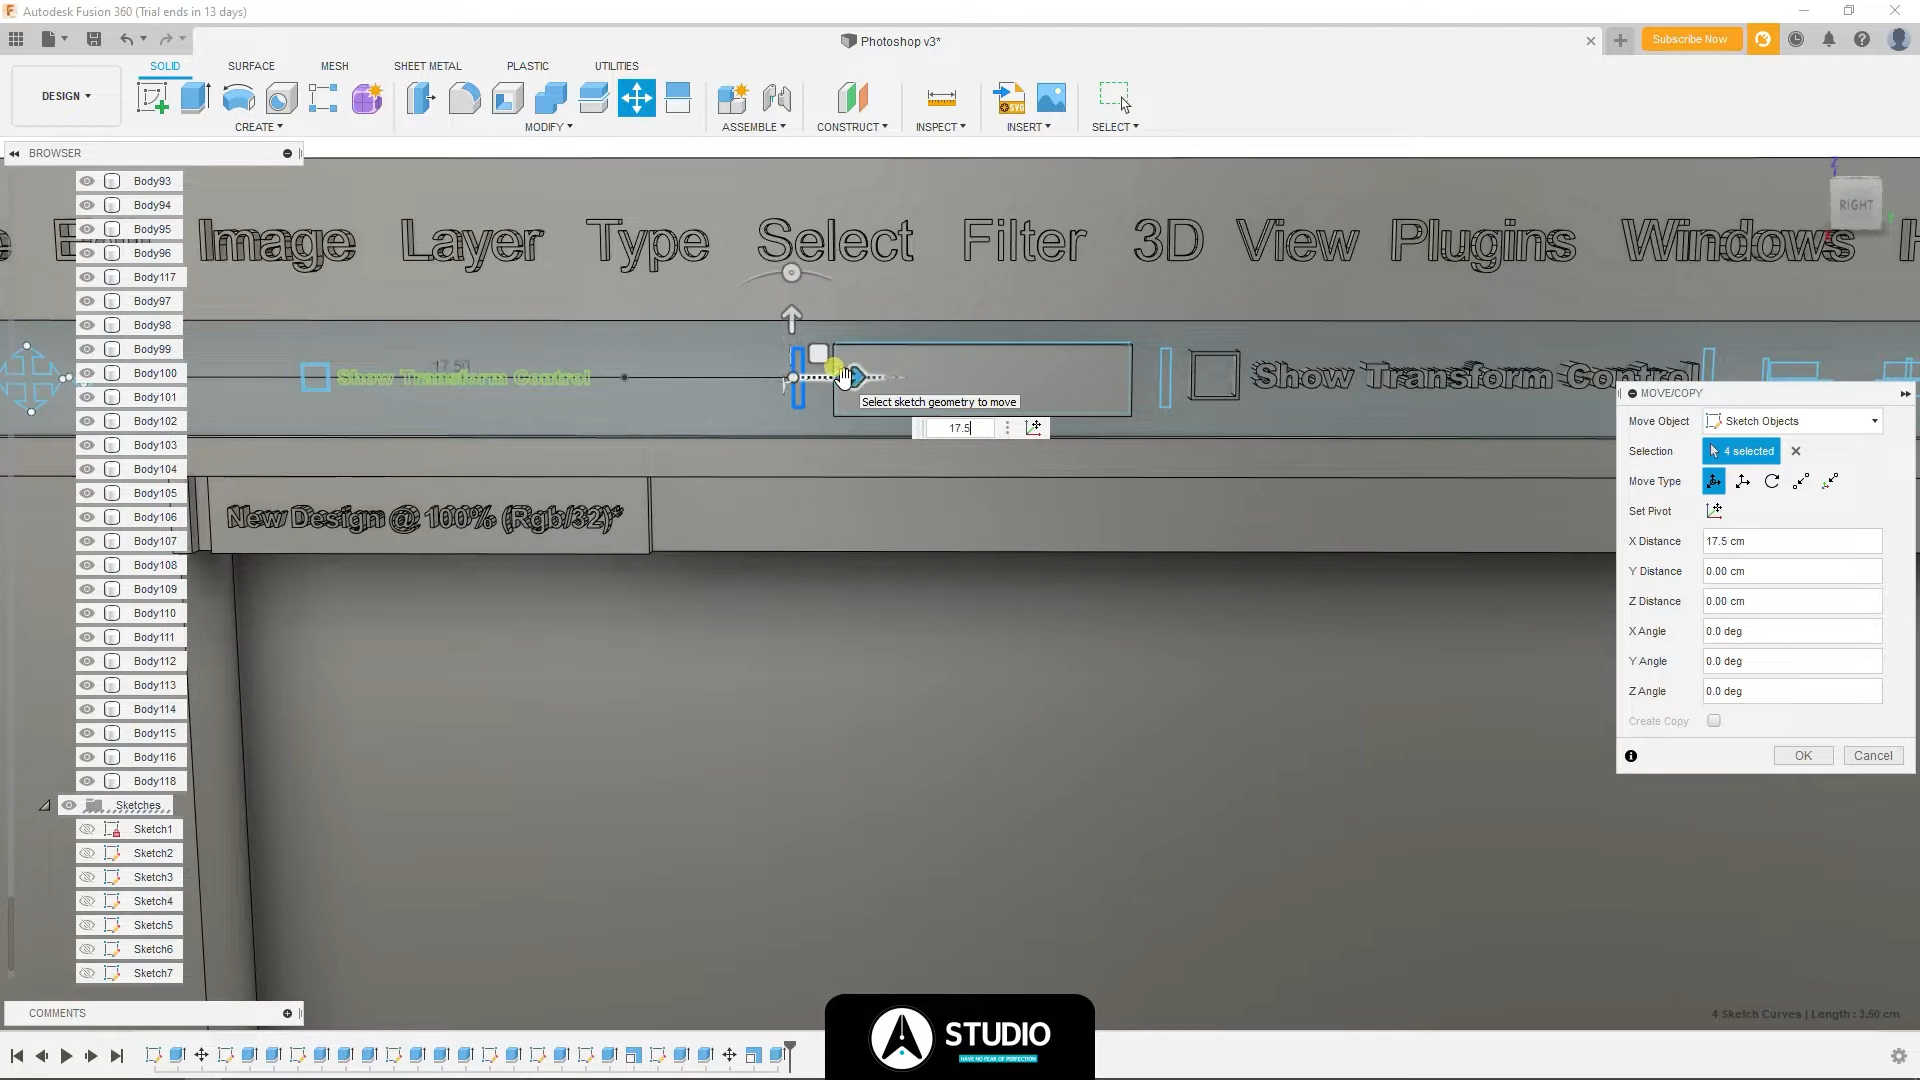 Autodesk Fusion 360 (Trial ends in 13 days)
Photoshop v3*
Subscribe Now
DESIGN
SOLID
SURFACE
MESH
SHEET METAL
PLASTIC
UTILITIES
CREATE
MODIFY
ASSEMBLE
CONSTRUCT
INSPECT
INSERT
SELECT
BROWSER
Body93
Body94
Body95
Body96
Body117
Body97
Body98
Body99
Body100
Body101
Body102
Body103
Body104
Body105
Body106
Body107
Body108
Body109
Body110
Body111
Body112
Body113
Body114
Body115
Body116
Body118
Sketches
Sketch1
Sketch2
Sketch3
Sketch4
Sketch5
Sketch6
Sketch7
Image Layer Type Select Filter 3D View Plugins Windows
Z
RIGHT
17.50
Show Transform Control
Show Transform Control
Select sketch geometry to move
17.5
New Design @ 100% (Rgb/32)*
MOVE/COPY
Move Object Sketch Objects
Selection 4 selected
Move Type
Set Pivot
X Distance 17.5 cm
Y Distance 0.00 cm
Z Distance 0.00 cm
X Angle 0.0 deg
Y Angle 0.0 deg
Z Angle 0.0 deg
Create Copy
OK Cancel
4 Sketch Curves | Length : 3.50 cm
COMMENTS
STUDIO
HAVE NO FEAR OF PERFECTION